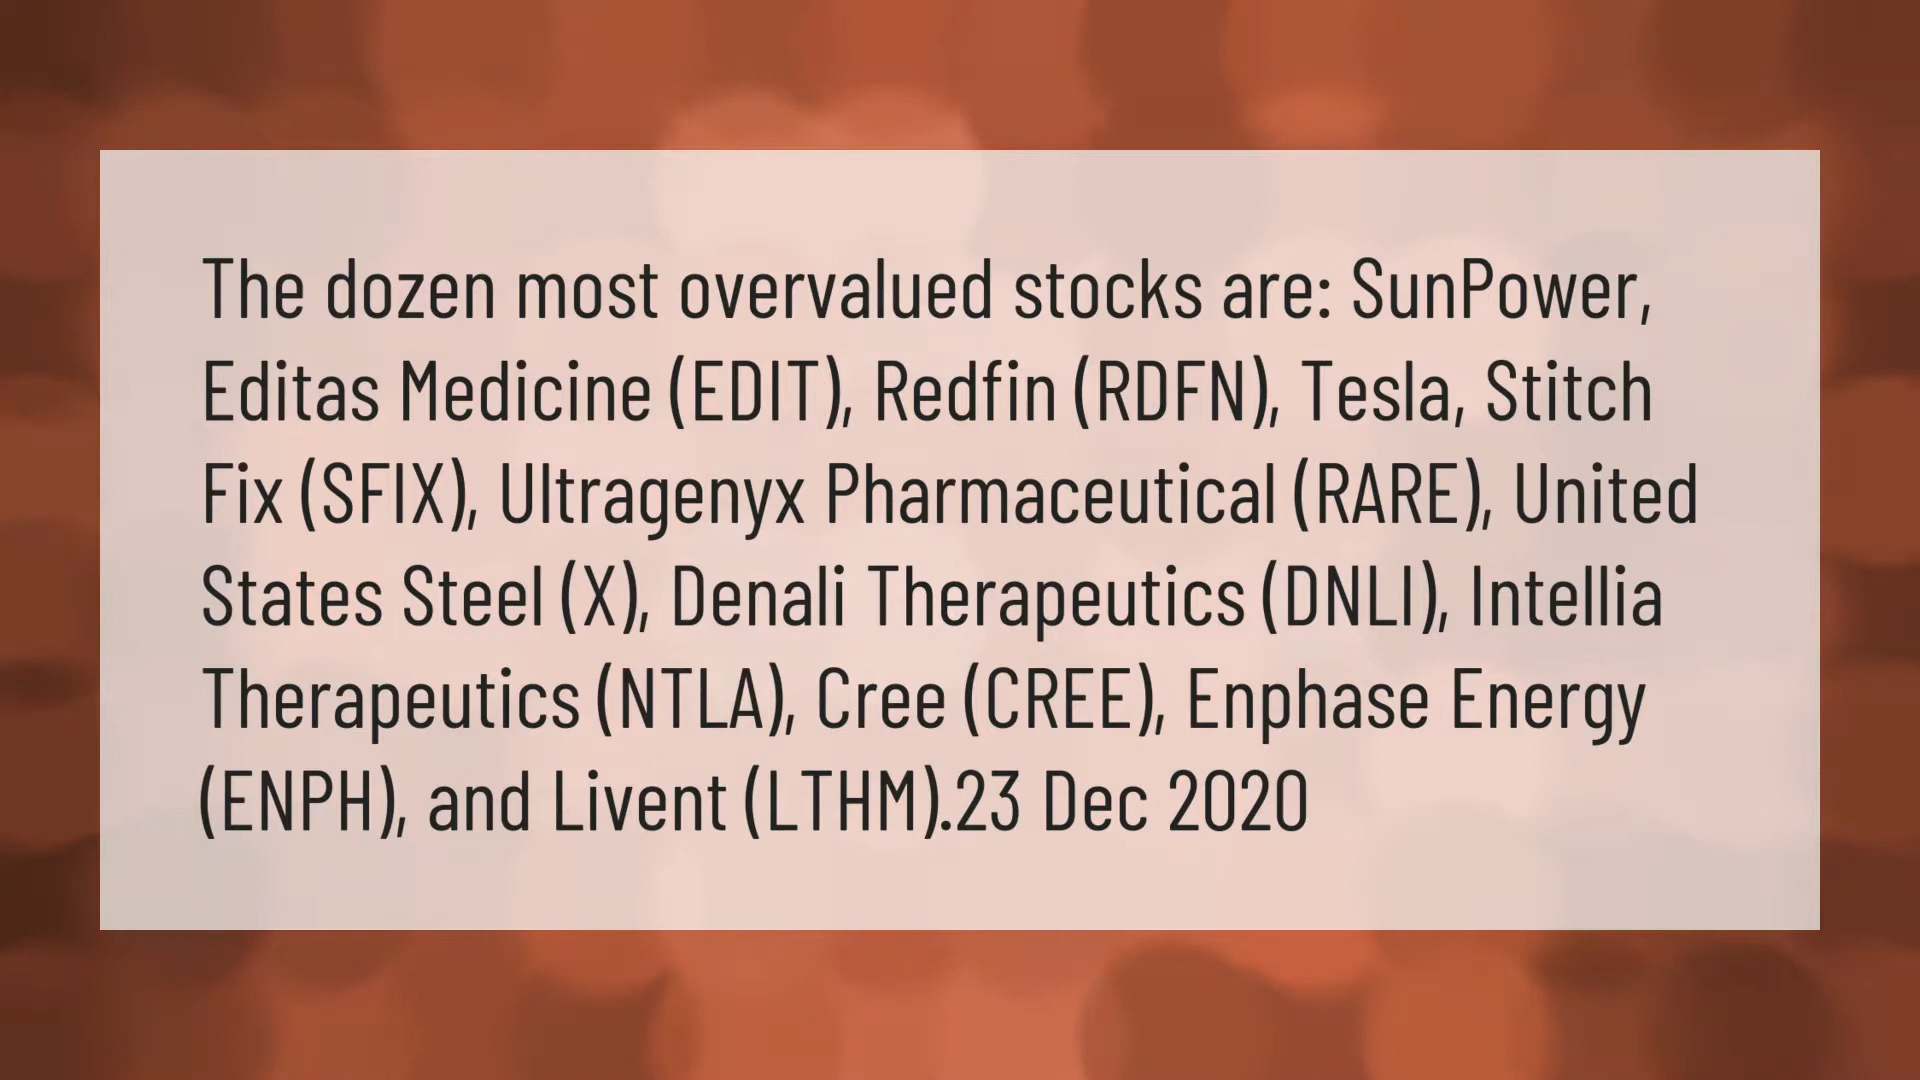 The dozen most overvalued stocks are: SunPower,
Editas Medicine (EDIT), Redfin (RDFN), Tesla, Stitch
Fix (SFIX), Ultragenyx Pharmaceutical (RARE), United
States Steel (X), Denali Therapeutics (DNLI), Intellia
Therapeutics (NTLA), Cree (CREE), Enphase Energy
(ENPH), and Livent (LTHM).23 Dec 2020